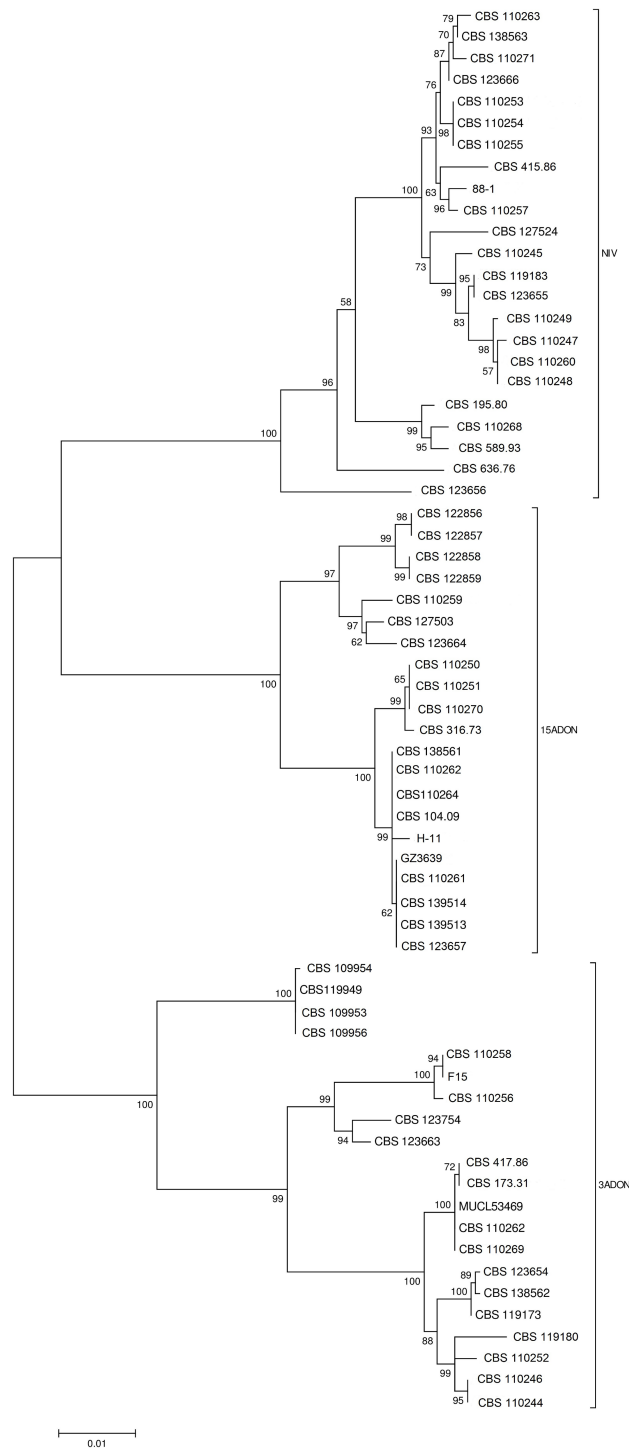 79
CBS 110263
70
CBS 138563
CBS 110271
87
CBS 123666
76
CBS 110253
CBS 110254
98
CBS 110255
93
CBS 415.86
63
88-1
96
CBS 110257
100
CBS 127524
73
CBS 110245
NIV
99
95
CBS 119183
CBS 123655
83
CBS 110249
CBS 110247
98
CBS 110260
57
CBS 110248
58
CBS 195.80
99
CBS 110268
95
CBS 589.93
96
CBS 636.76
100
CBS 123656
98
CBS 122856
CBS 122857
99
CBS 122858
99
CBS 122859
97
CBS 110259
97
CBS 127503
62
CBS 123664
100
CBS 110250
65
CBS 110251
99
CBS 110270
CBS 316.73
15ADON
100
CBS 138561
CBS 110262
CBS110264
CBS 104.09
99
H-11
GZ3639
CBS 110261
CBS 139514
62
CBS 139513
CBS 123657
CBS 109954
100
CBS119949
CBS 109953
CBS 109956
100
94
CBS 110258
100
F15
CBS 110256
99
CBS 123754
94
CBS 123663
99
72
CBS 417.86
CBS 173.31
3ADON
100
MUCL53469
CBS 110262
CBS 110269
100
89
CBS 123654
100
CBS 138562
CBS 119173
88
CBS 119180
99
CBS 110252
CBS 110246
95
CBS 110244
0.01